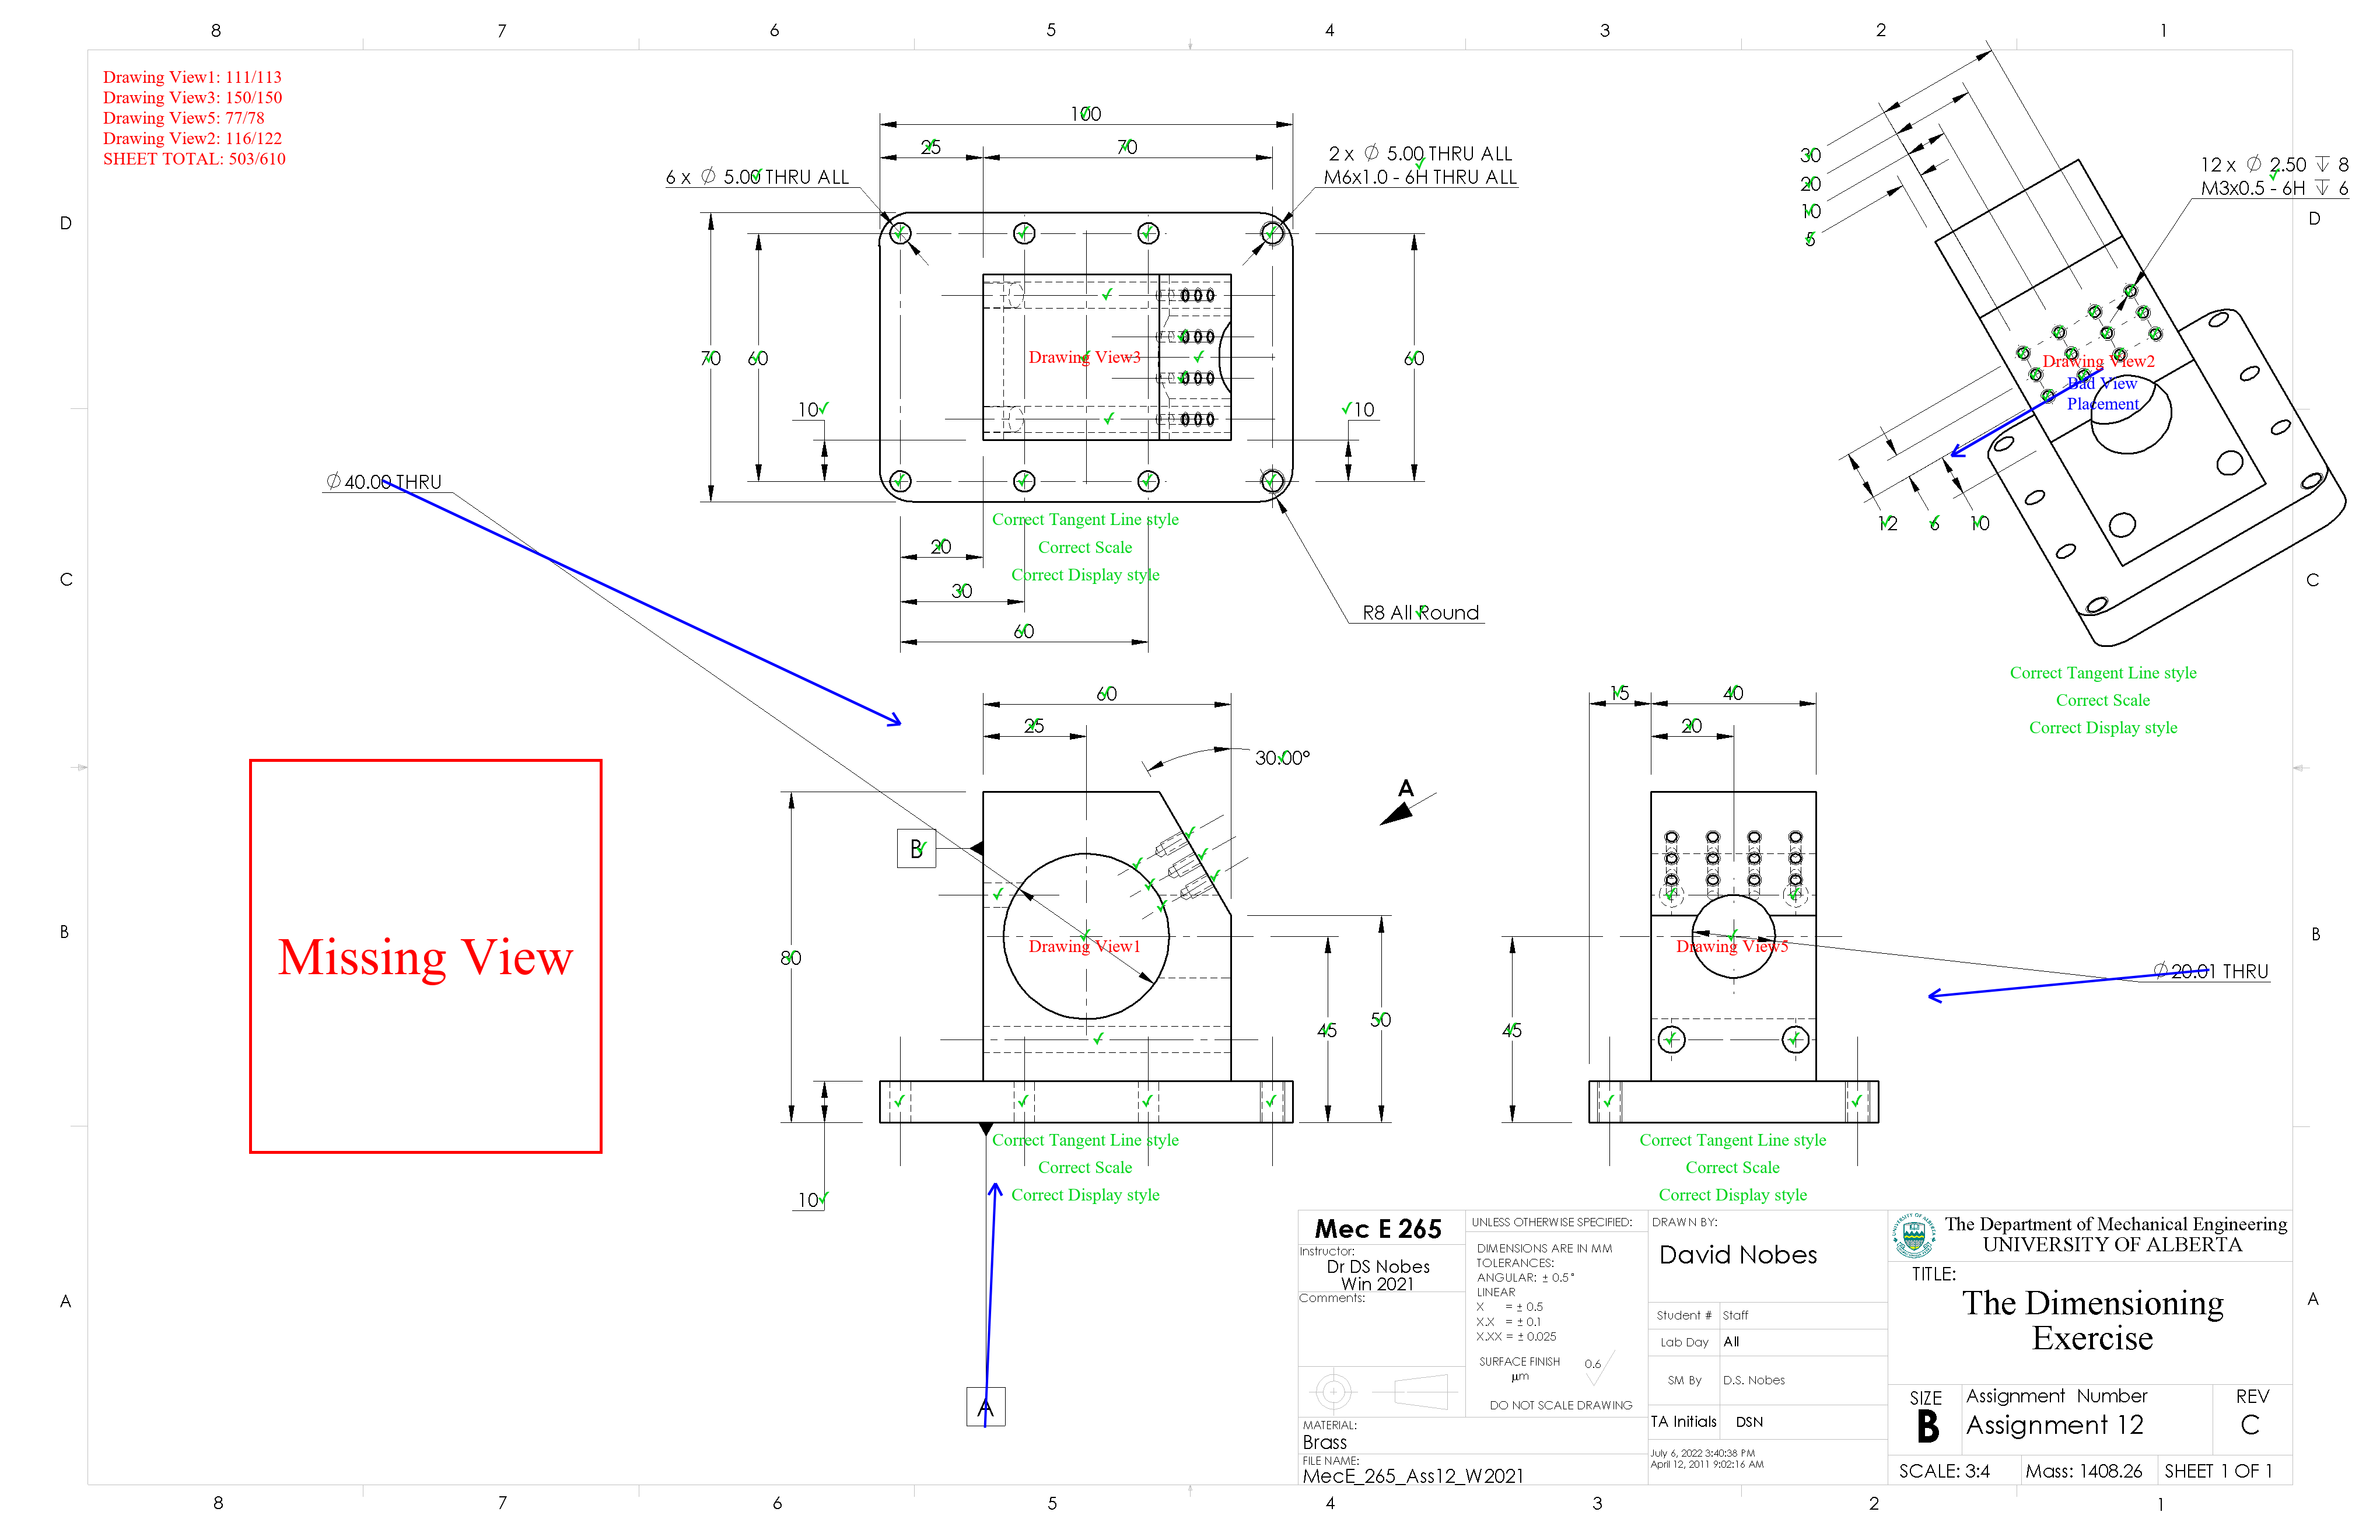 8 7 6 5 4 3 2 1
Drawing View1: 111/113
Drawing View3: 150/150
Drawing View5: 77/78
Drawing View2: 116/122
SHEET TOTAL: 503/610
100
25
70
6 x ∅ 5.00 THRU ALL
2 x ∅ 5.00 THRU ALL
M6x1.0 - 6H THRU ALL
D
D
70
60
60
10
10
Drawing View3
Correct Tangent Line style
Correct Scale
Correct Display style
20
30
60
R8 All Round
30
20
10
5
12 x ∅ 2.50 ↧ 8
M3x0.5 - 6H ↧ 6
Drawing View2
Bad View
Placement
12
6
10
Correct Tangent Line style
Correct Scale
Correct Display style
∅40.00 THRU
C
C
Missing View
60
25
30.00°
A
B
80
Drawing View1
45
50
10
Correct Tangent Line style
Correct Scale
Correct Display style
A
15
40
20
45
Drawing View5
∅20.01 THRU
Correct Tangent Line style
Correct Scale
Correct Display style
B
B
A
A
Mec E 265
Instructor:
Dr DS Nobes
Win 2021
Comments:
UNLESS OTHERWISE SPECIFIED:
DIMENSIONS ARE IN MM
TOLERANCES:
ANGULAR: ± 0.5°
LINEAR
X = ± 0.5
X.X = ± 0.1
X.XX = ± 0.025
SURFACE FINISH 0.6
µm
DO NOT SCALE DRAWING
MATERIAL:
Brass
FILE NAME:
MecE_265_Ass12_W2021
DRAWN BY:
David Nobes
Student # Staff
Lab Day All
SM By D.S. Nobes
TA Initials DSN
July 6, 2022 3:40:38 PM
April 12, 2011 9:02:16 AM
The Department of Mechanical Engineering
UNIVERSITY OF ALBERTA
TITLE:
The Dimensioning
Exercise
SIZE
B
Assignment Number
Assignment 12
REV
C
SCALE: 3:4 Mass: 1408.26 SHEET 1 OF 1
8 7 6 5 4 3 2 1